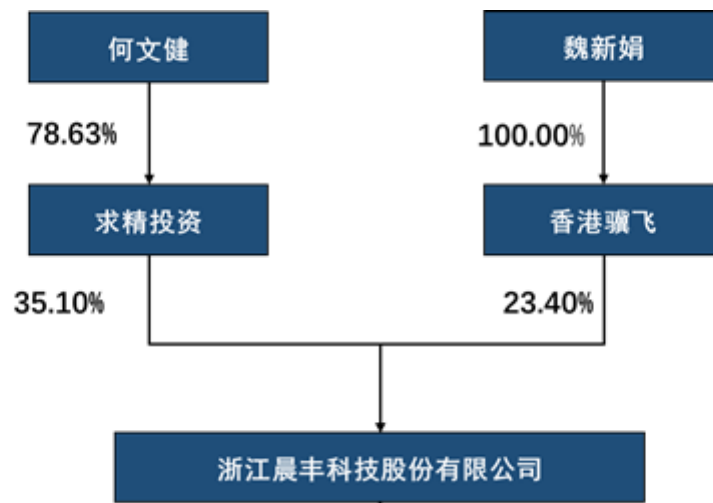 何文健
魏新娟
78.63%
100.00%
求精投资
香港骥飞
35.10%
23.40%
浙江晨丰科技股份有限公司